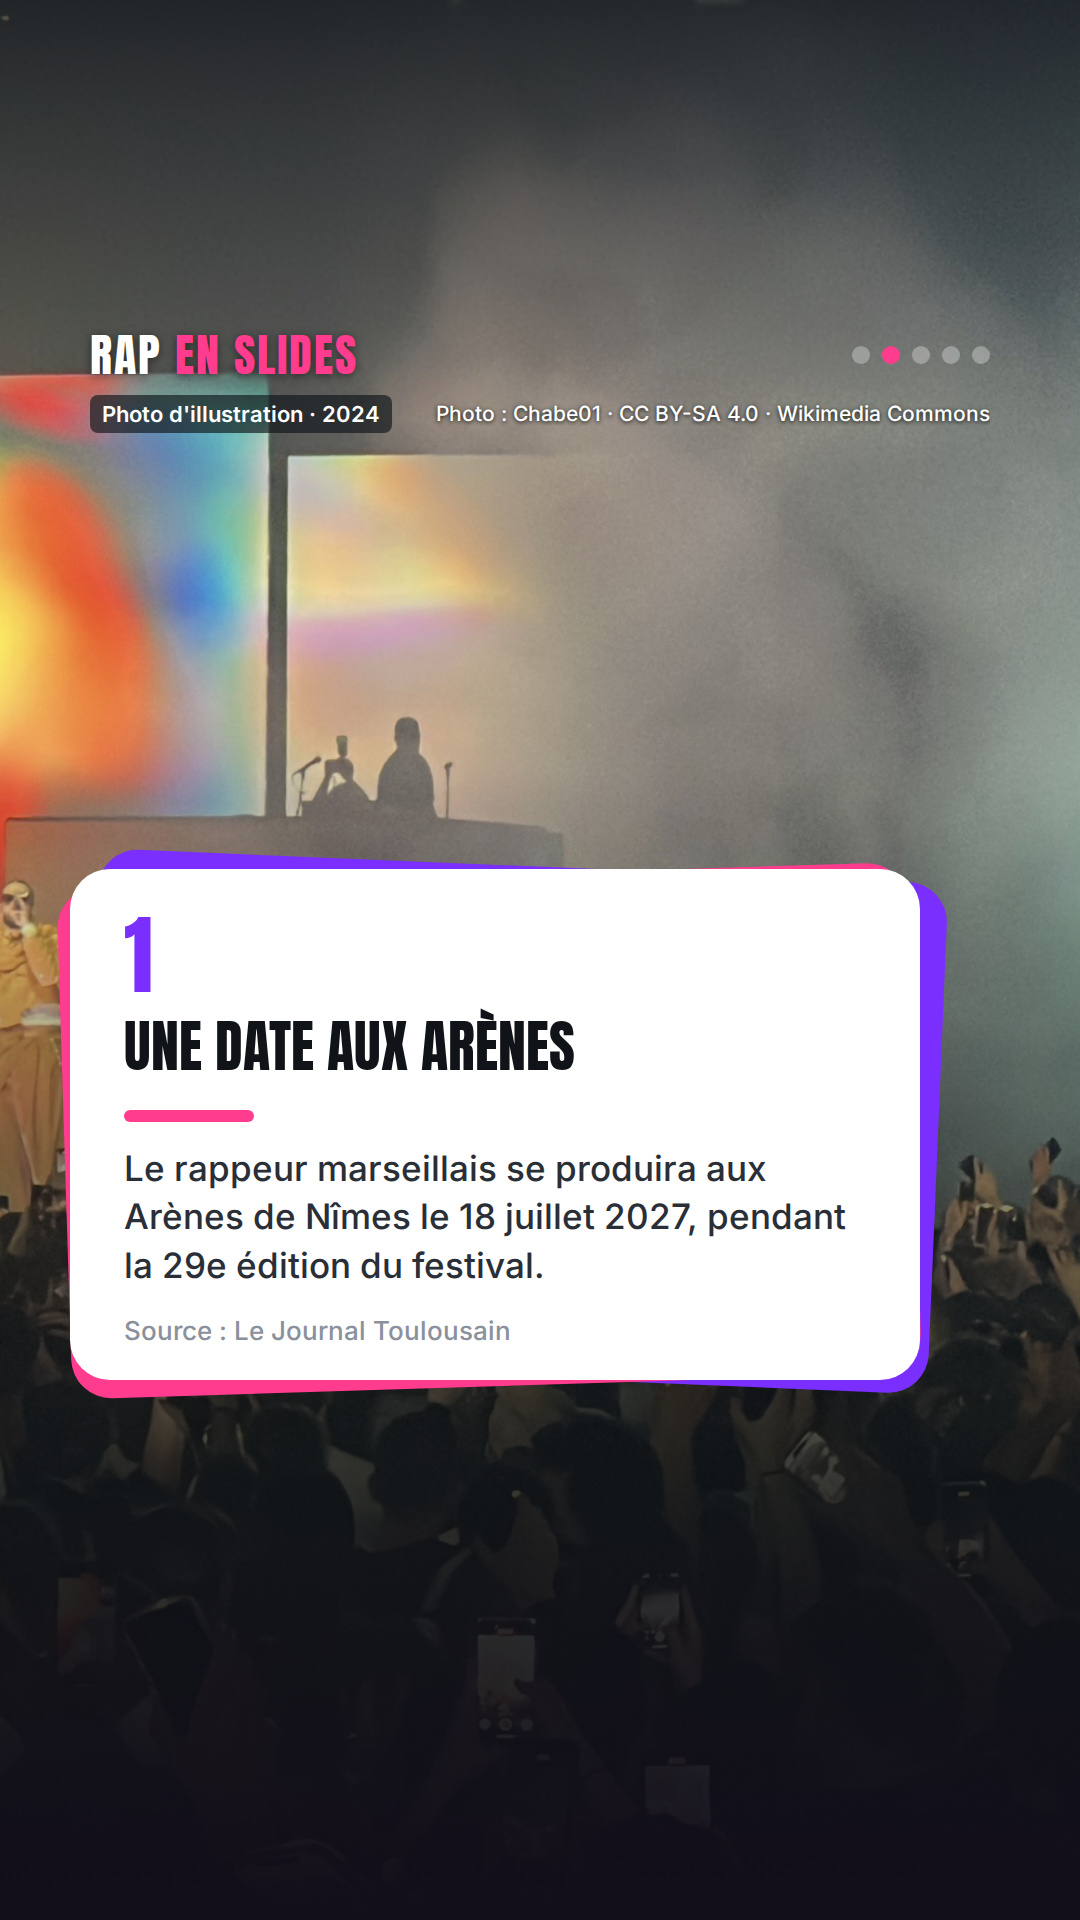 RAP EN SLIDES
Photo d'illustration · 2024
Photo : Chabe01 · CC BY-SA 4.0 · Wikimedia Commons
1
UNE DATE AUX ARÈNES
Le rappeur marseillais se produira aux
Arènes de Nîmes le 18 juillet 2027, pendant
la 29e édition du festival.
Source : Le Journal Toulousain